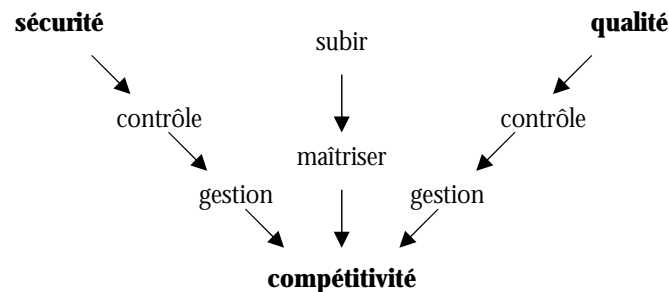 sécurité subir qualité
contrôle contrôle
maîtriser
gestion gestion
compétitivité